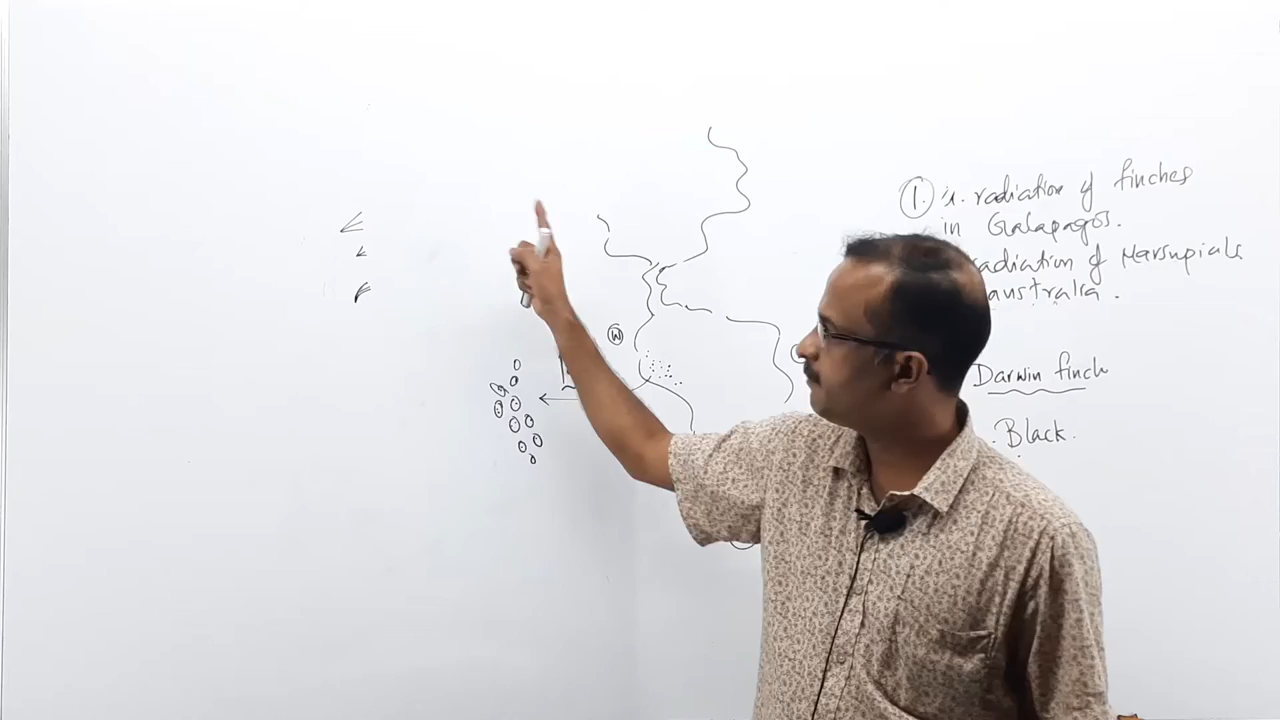 1. i. radiation of finches
in Galapagos.
radiation of Marsupials
australia.
Darwin finch
. Black.
W